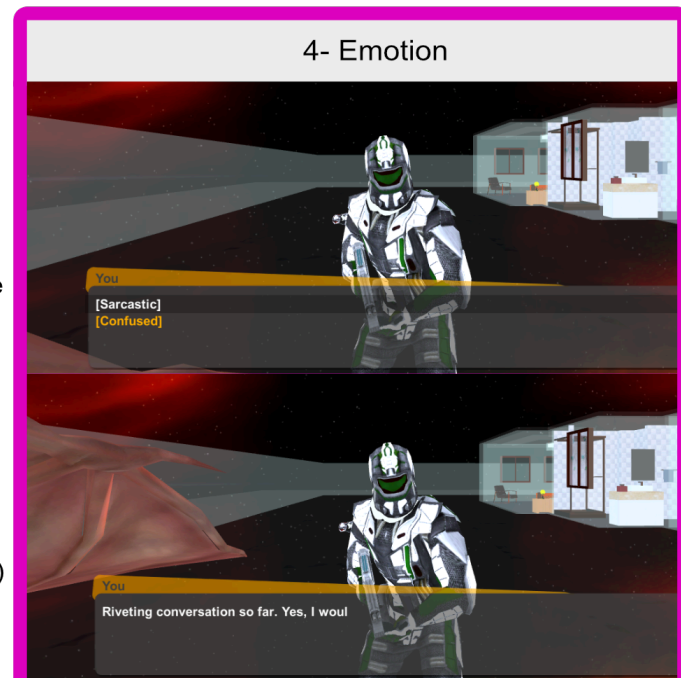 4- Emotion
e
You
[Sarcastic]
[Confused]
)
You
Riveting conversation so far. Yes, I woul